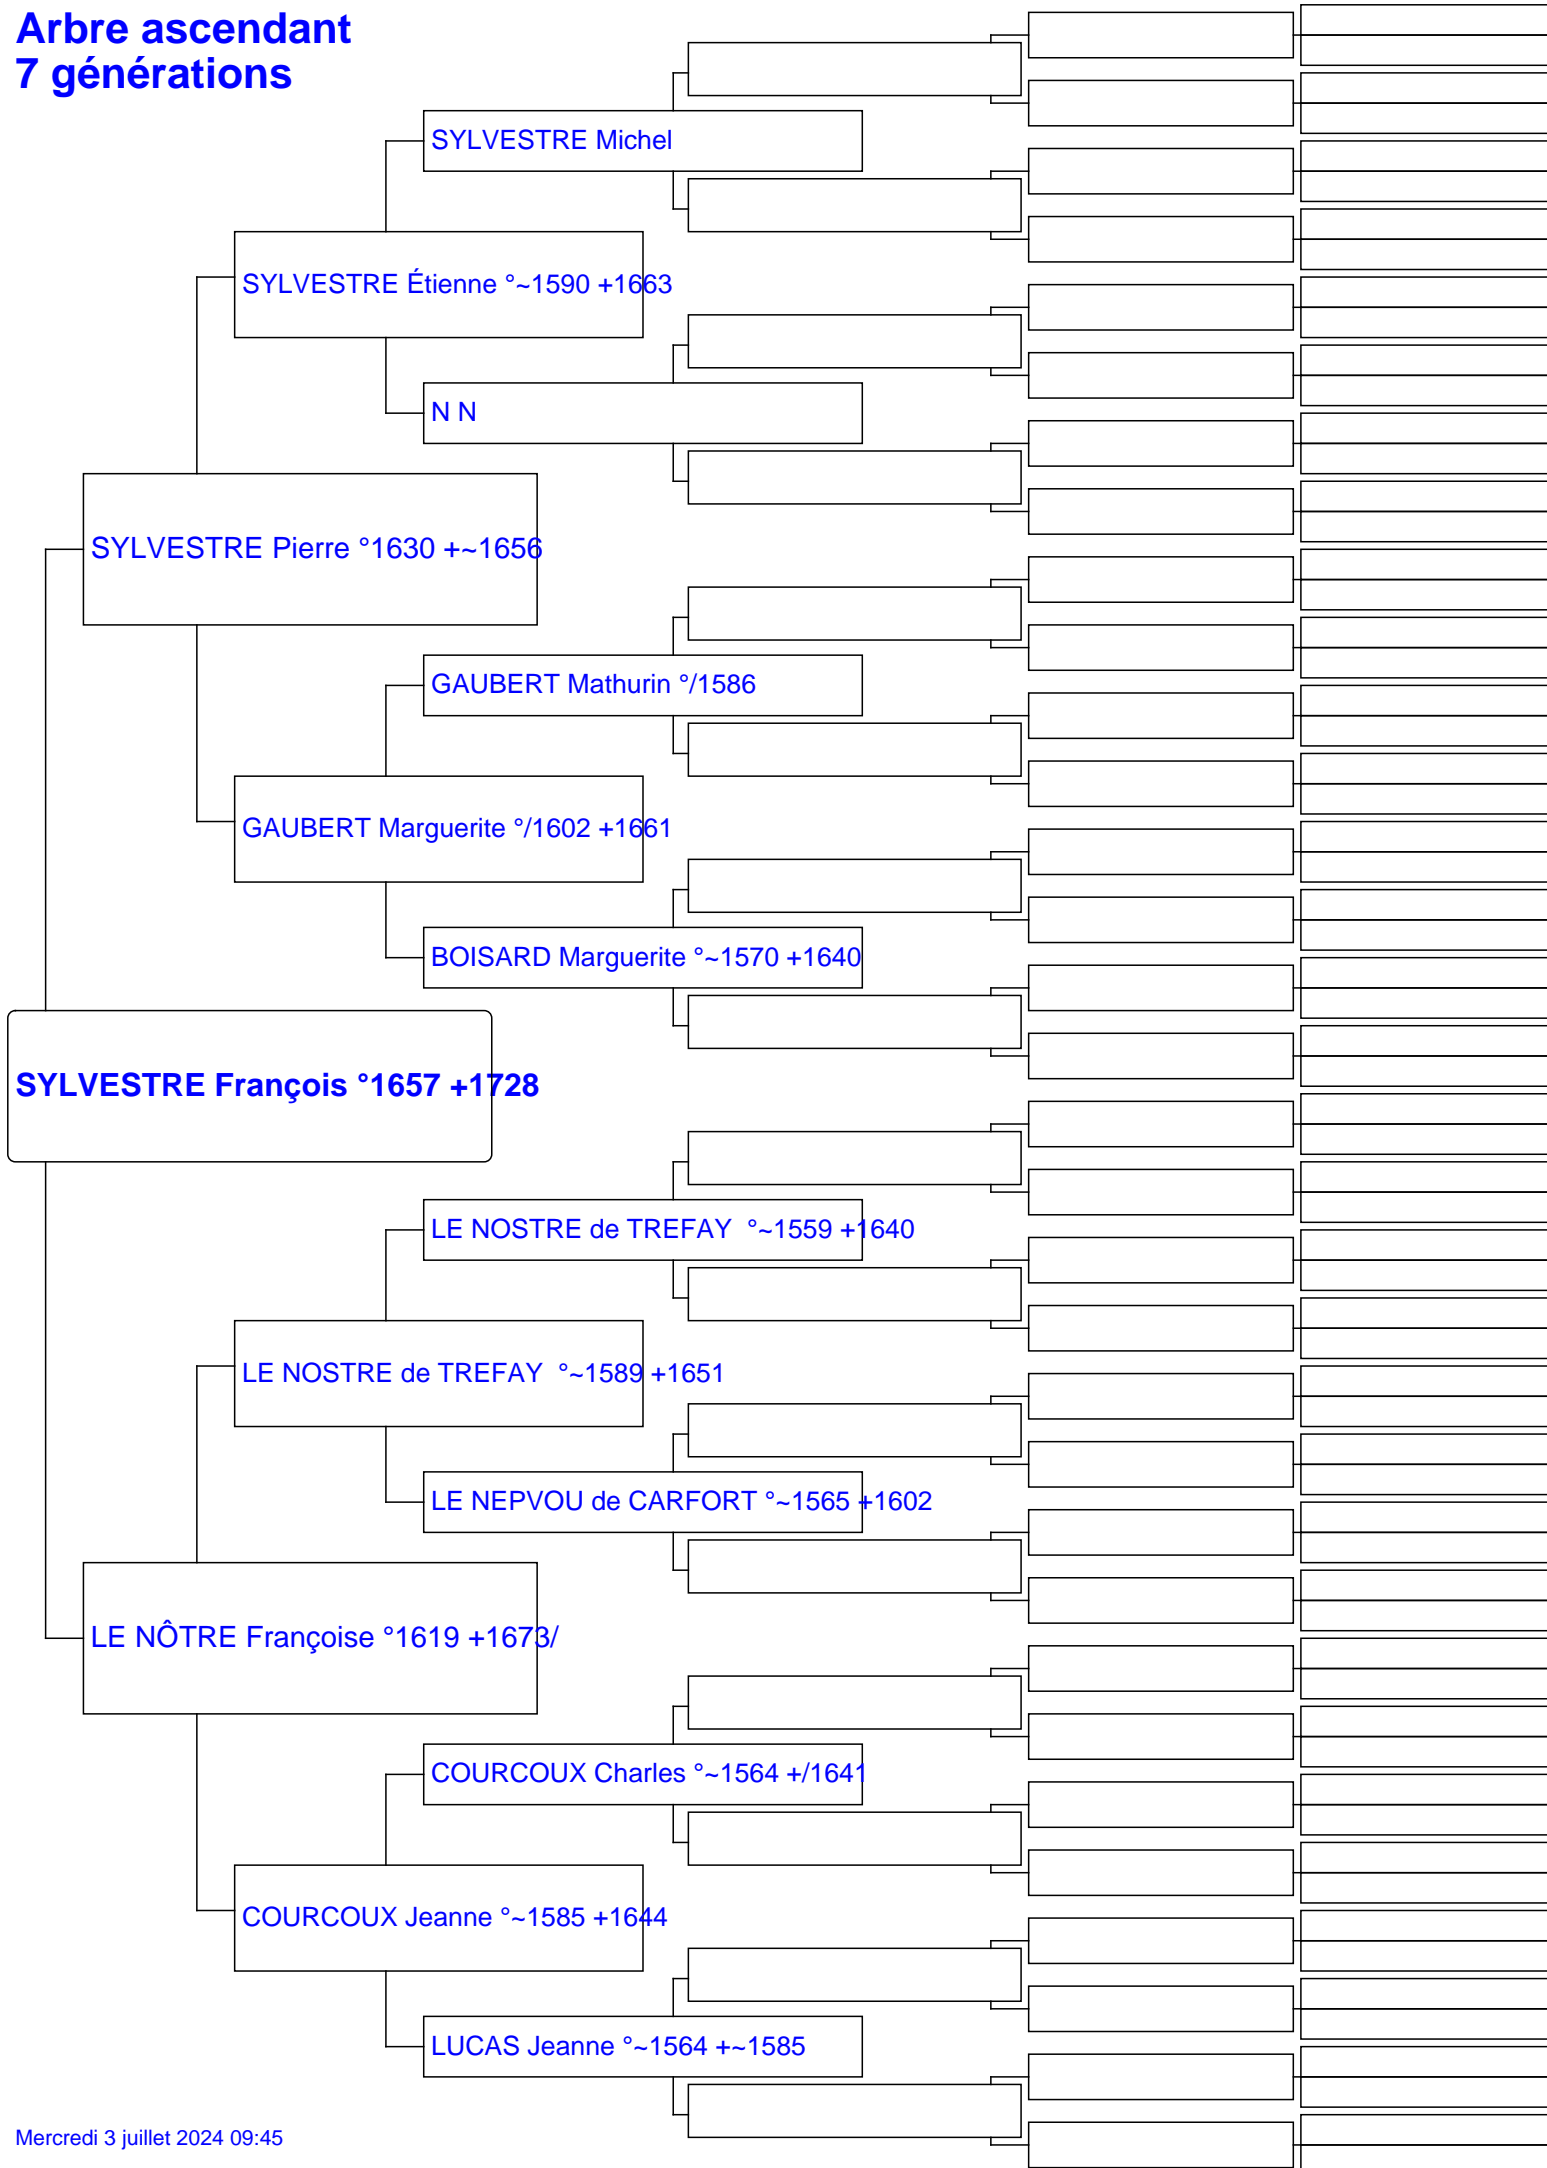 Arbre ascendant
7 générations
SYLVESTRE Michel
SYLVESTRE Étienne °~1590 +1663
N N
SYLVESTRE Pierre °1630 +~1656
GAUBERT Mathurin °/1586
GAUBERT Marguerite °/1602 +1661
BOISARD Marguerite °~1570 +1640
SYLVESTRE François °1657 +1728
LE NOSTRE de TREFAY  °~1559 +1640
LE NOSTRE de TREFAY  °~1589 +1651
LE NEPVOU de CARFORT °~1565 +1602
LE NÔTRE Françoise °1619 +1673/
COURCOUX Charles °~1564 +/1641
COURCOUX Jeanne °~1585 +1644
LUCAS Jeanne °~1564 +~1585
Mercredi 3 juillet 2024 09:45